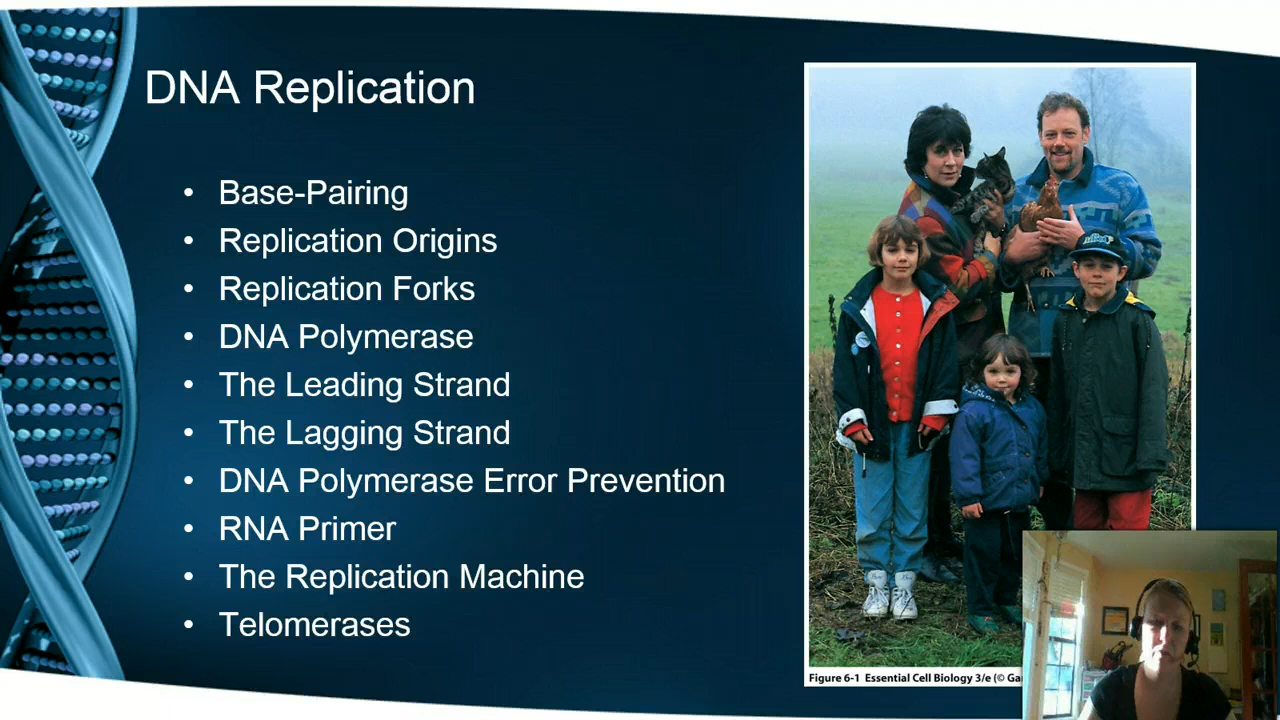 DNA Replication
• Base-Pairing
• Replication Origins
• Replication Forks
• DNA Polymerase
• The Leading Strand
• The Lagging Strand
• DNA Polymerase Error Prevention
• RNA Primer
• The Replication Machine
• Telomerases
Figure 6-1 Essential Cell Biology 3/e (© Ga